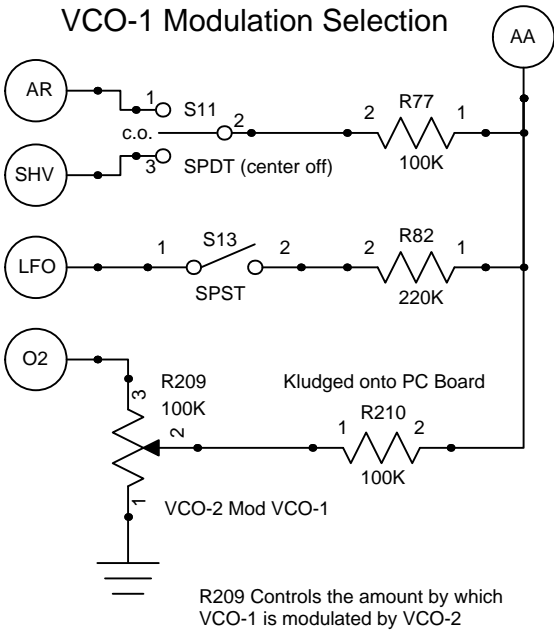 VCO-1 Modulation Selection
AA
AR
1
S11
2
c.o.
3
SPDT (center off)
2
R77
1
100K
SHV
LFO
1
S13
2
SPST
2
R82
1
220K
O2
3
R209
100K
2
1
VCO-2 Mod VCO-1
Kludged onto PC Board
1
R210
2
100K
R209 Controls the amount by which
VCO-1 is modulated by VCO-2